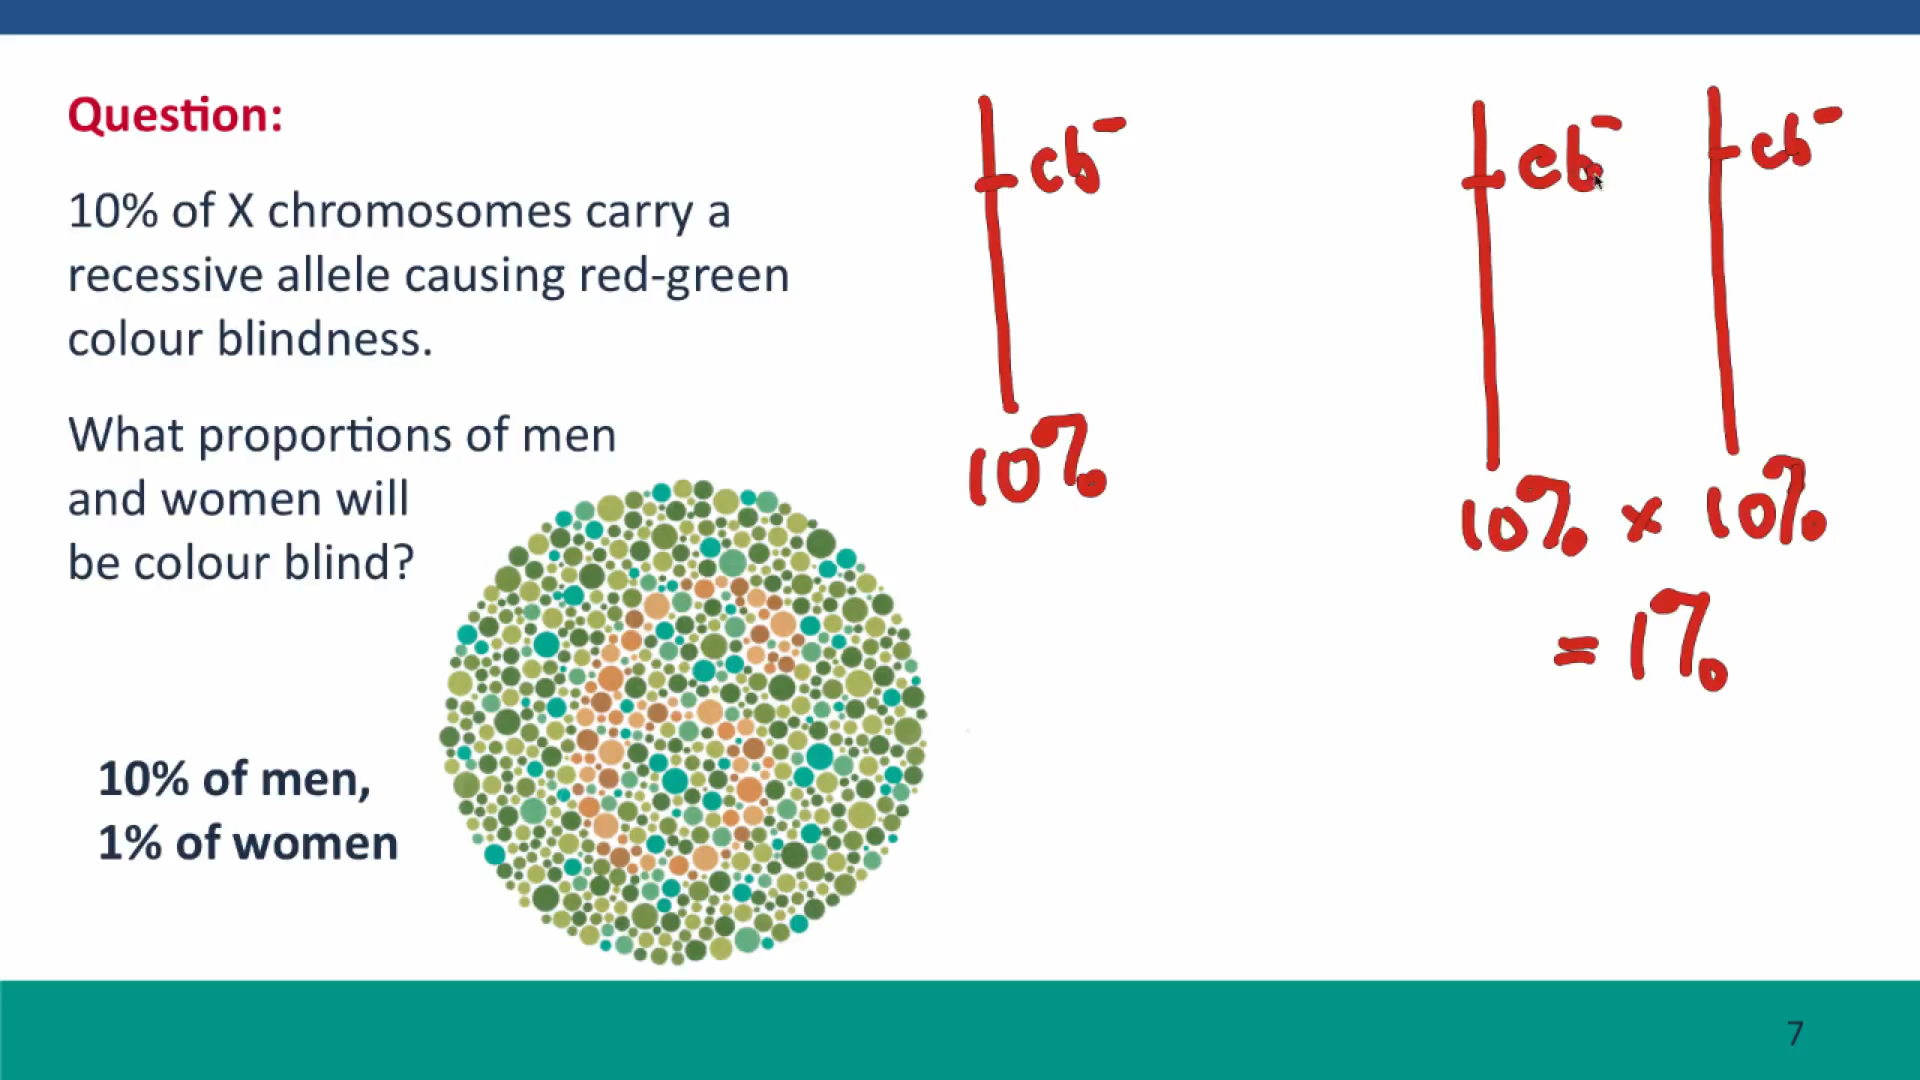 Question:
10% of X chromosomes carry a
recessive allele causing red-green
colour blindness.
What proportions of men
and women will
be colour blind?
10% of men,
1% of women
cb⁻
10%
cb⁻ cb⁻
10% × 10%
= 1%
7